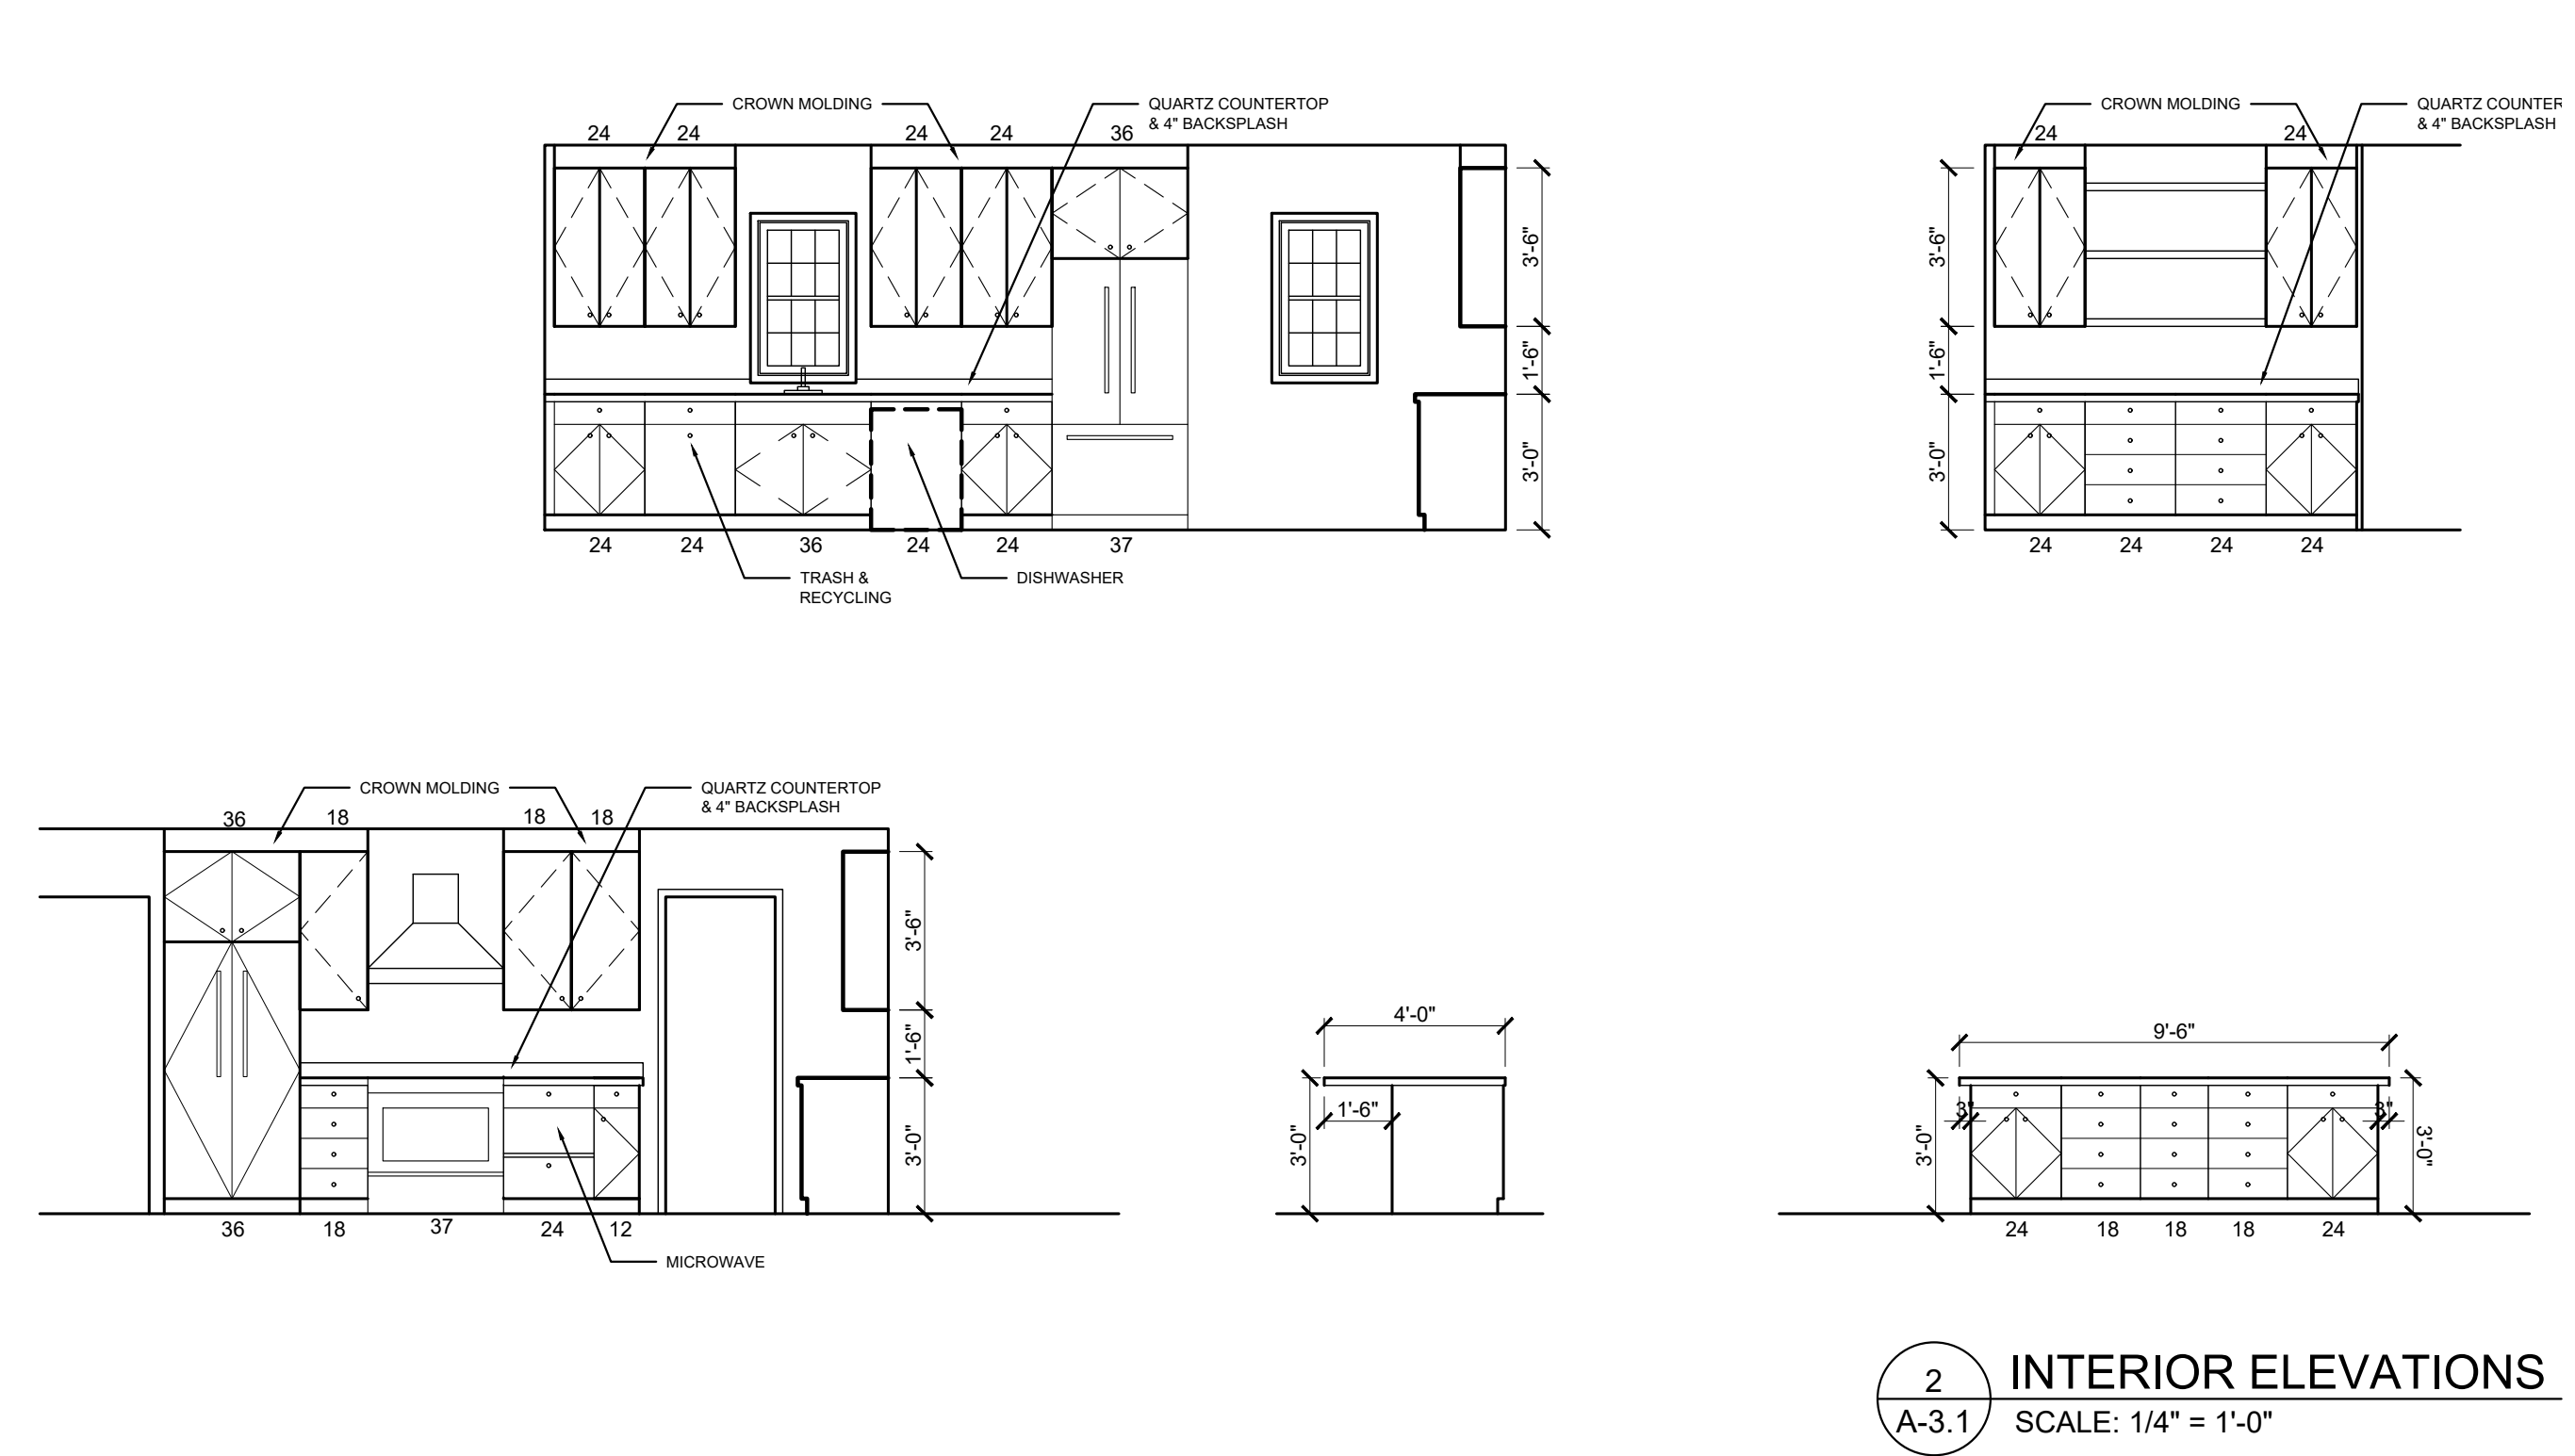 CROWN MOLDING
QUARTZ COUNTERTOP
& 4" BACKSPLASH
24 24 24 24 36
3'-6"
1'-6"
3'-0"
24 24 36 24 24 37
TRASH &
RECYCLING
DISHWASHER
CROWN MOLDING
QUARTZ COUNTER
& 4" BACKSPLASH
24 24
3'-6"
1'-6"
3'-0"
24 24 24 24
CROWN MOLDING
QUARTZ COUNTERTOP
& 4" BACKSPLASH
36 18 18 18
3'-6"
1'-6"
3'-0"
36 18 37 24 12
MICROWAVE
4'-0"
1'-6"
3'-0"
9'-6"
3" 3"
3'-0" 3'-0"
24 18 18 18 24
2
A-3.1
INTERIOR ELEVATIONS
SCALE: 1/4" = 1'-0"